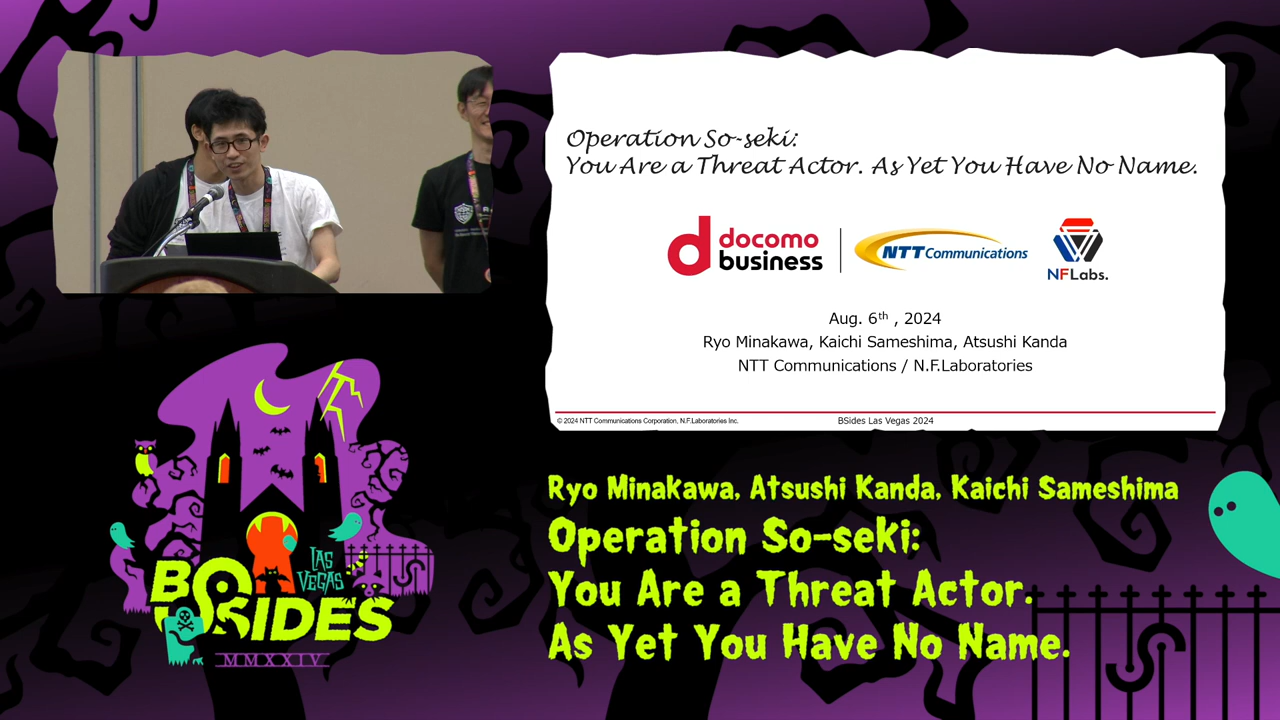 Operation So-seki:
You Are a Threat Actor. As Yet You Have No Name.
docomo
business
NTT Communications
NFLabs.
Aug. 6th , 2024
Ryo Minakawa, Kaichi Sameshima, Atsushi Kanda
NTT Communications / N.F.Laboratories
© 2024 NTT Communications Corporation, N.F.Laboratories Inc.
BSides Las Vegas 2024
LAS
VEGAS
BSIDES
MMXXIV
Ryo Minakawa, Atsushi Kanda, Kaichi Sameshima
Operation So-seki:
You Are a Threat Actor.
As Yet You Have No Name.